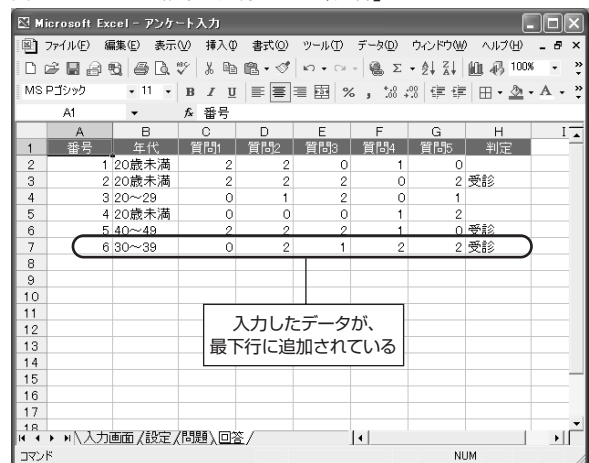 Microsoft Excel - アンケート入力
ファイル(F) 編集(E) 表示(V) 挿入(I) 書式(O) ツール(T) データ(D) ウィンドウ(W) ヘルプ(H)
100%
MS Pゴシック 11 B I U
A1 fx 番号
A B C D E F G H I
1 番号 年代 質問1 質問2 質問3 質問4 質問5 判定
2 1 20歳未満 2 2 0 1 0
3 2 20歳未満 2 2 2 0 2 受診
4 3 20～29 0 1 2 0 1
5 4 20歳未満 0 0 0 1 2
6 5 40～49 2 2 2 1 0 受診
7 6 30～39 0 2 1 2 2 受診
8
9
10
11
12
13
14
15
16
17
18
入力したデータが、
最下行に追加されている
入力画面 設定 問題 回答
コマンド NUM